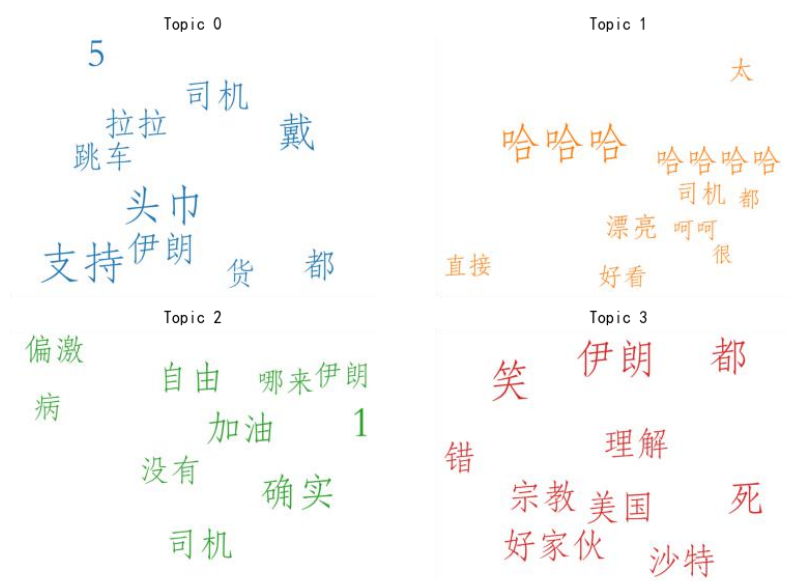 Topic 0
5
司机
拉拉
戴
跳车
头巾
支持
伊朗
货
都
Topic 1
太
哈哈哈
哈哈哈哈
司机
都
漂亮
呵呵
很
直接
好看
Topic 2
偏激
自由
哪来
伊朗
病
加油
1
没有
确实
司机
Topic 3
笑
伊朗
都
错
理解
宗教
美国
死
好家伙
沙特